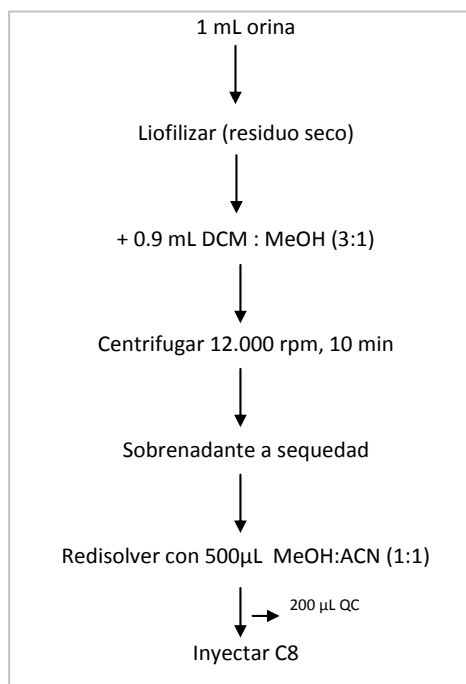 1 mL orina
Liofilizar (residuo seco)
+ 0.9 mL DCM : MeOH (3:1)
Centrifugar 12.000 rpm, 10 min
Sobrenadante a sequedad
Redisolver con 500µL MeOH:ACN (1:1)
200 µL QC
Inyectar C8